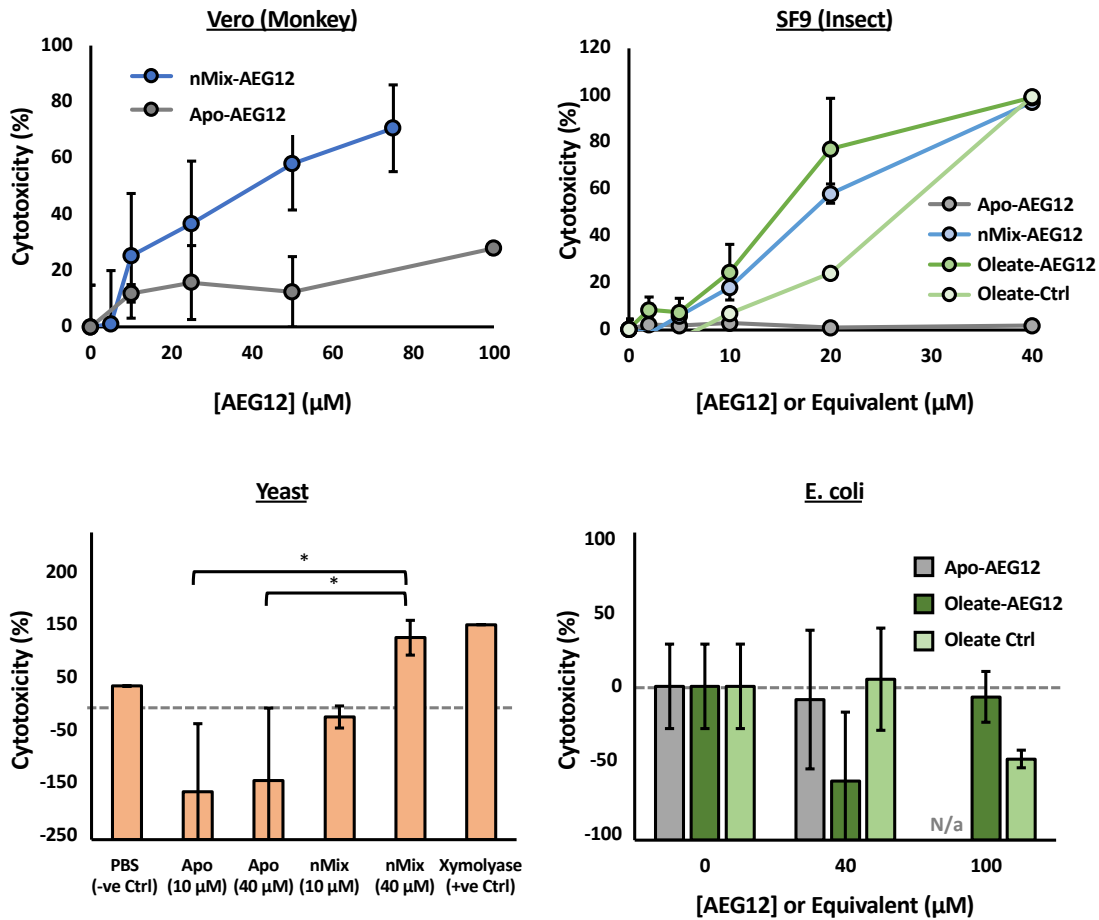 Vero (Monkey)
100
80
60
40
20
0
Cytotoxicity (%)
nMix-AEG12
Apo-AEG12
0 20 40 60 80 100
[AEG12] (µM)
SF9 (Insect)
120
100
80
60
40
20
0
Cytotoxicity (%)
Apo-AEG12
nMix-AEG12
Oleate-AEG12
Oleate-Ctrl
0 10 20 30 40
[AEG12] or Equivalent (µM)
Yeast
200
150
50
-50
-150
-250
Cytotoxicity (%)
*
*
PBS
(-ve Ctrl)
Apo
(10 µM)
Apo
(40 µM)
nMix
(10 µM)
nMix
(40 µM)
Xymolyase
(+ve Ctrl)
E. coli
100
50
0
-50
-100
Cytotoxicity (%)
Apo-AEG12
Oleate-AEG12
Oleate Ctrl
N/a
0 40 100
[AEG12] or Equivalent (µM)